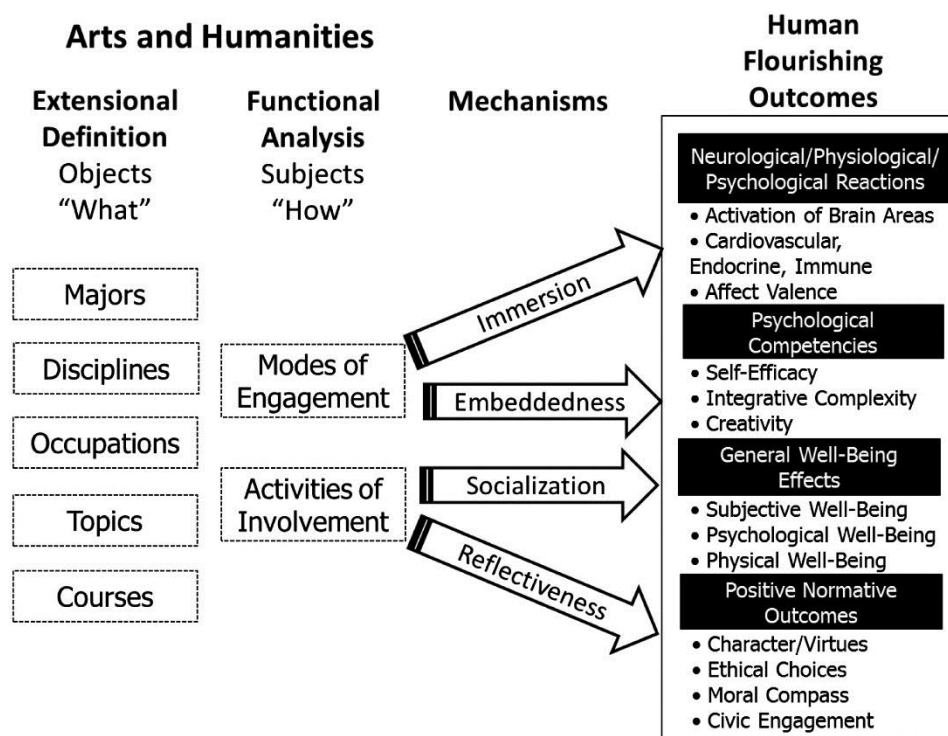 Arts and Humanities
Extensional
Definition
Objects
“What”
Majors
Disciplines
Occupations
Topics
Courses
Functional
Analysis
Subjects
“How”
Modes of
Engagement
Activities of
Involvement
Mechanisms
Immersion
Embeddedness
Socialization
Reflectiveness
Human
Flourishing
Outcomes
Neurological/Physiological/
Psychological Reactions
• Activation of Brain Areas
• Cardiovascular,
Endocrine, Immune
• Affect Valence
Psychological
Competencies
• Self-Efficacy
• Integrative Complexity
• Creativity
General Well-Being
Effects
• Subjective Well-Being
• Psychological Well-Being
• Physical Well-Being
Positive Normative
Outcomes
• Character/Virtues
• Ethical Choices
• Moral Compass
• Civic Engagement